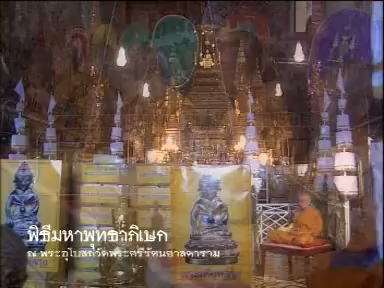 พิธีมหาพุทธาภิเษก
ณ พระอุโบสถวัดพระศรีรัตนศาสดาราม